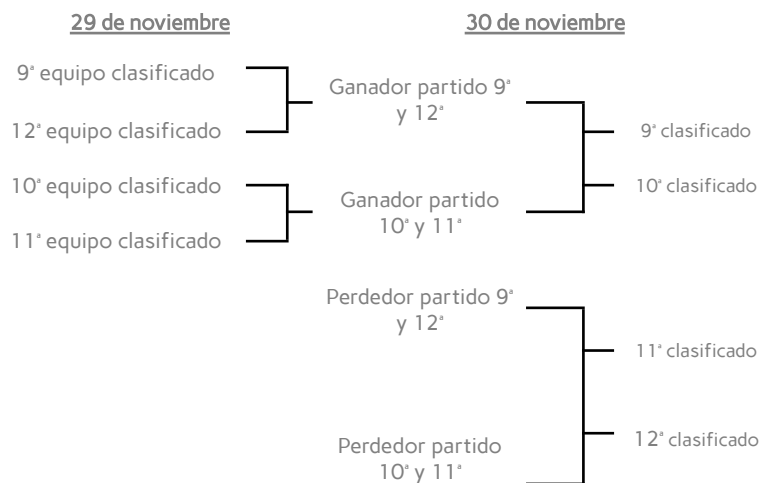 29 de noviembre
30 de noviembre
9ª equipo clasificado
12ª equipo clasificado
10ª equipo clasificado
11ª equipo clasificado
Ganador partido 9ª
y 12ª
Ganador partido
10ª y 11ª
9ª clasificado
10ª clasificado
Perdedor partido 9ª
y 12ª
Perdedor partido
10ª y 11ª
11ª clasificado
12ª clasificado